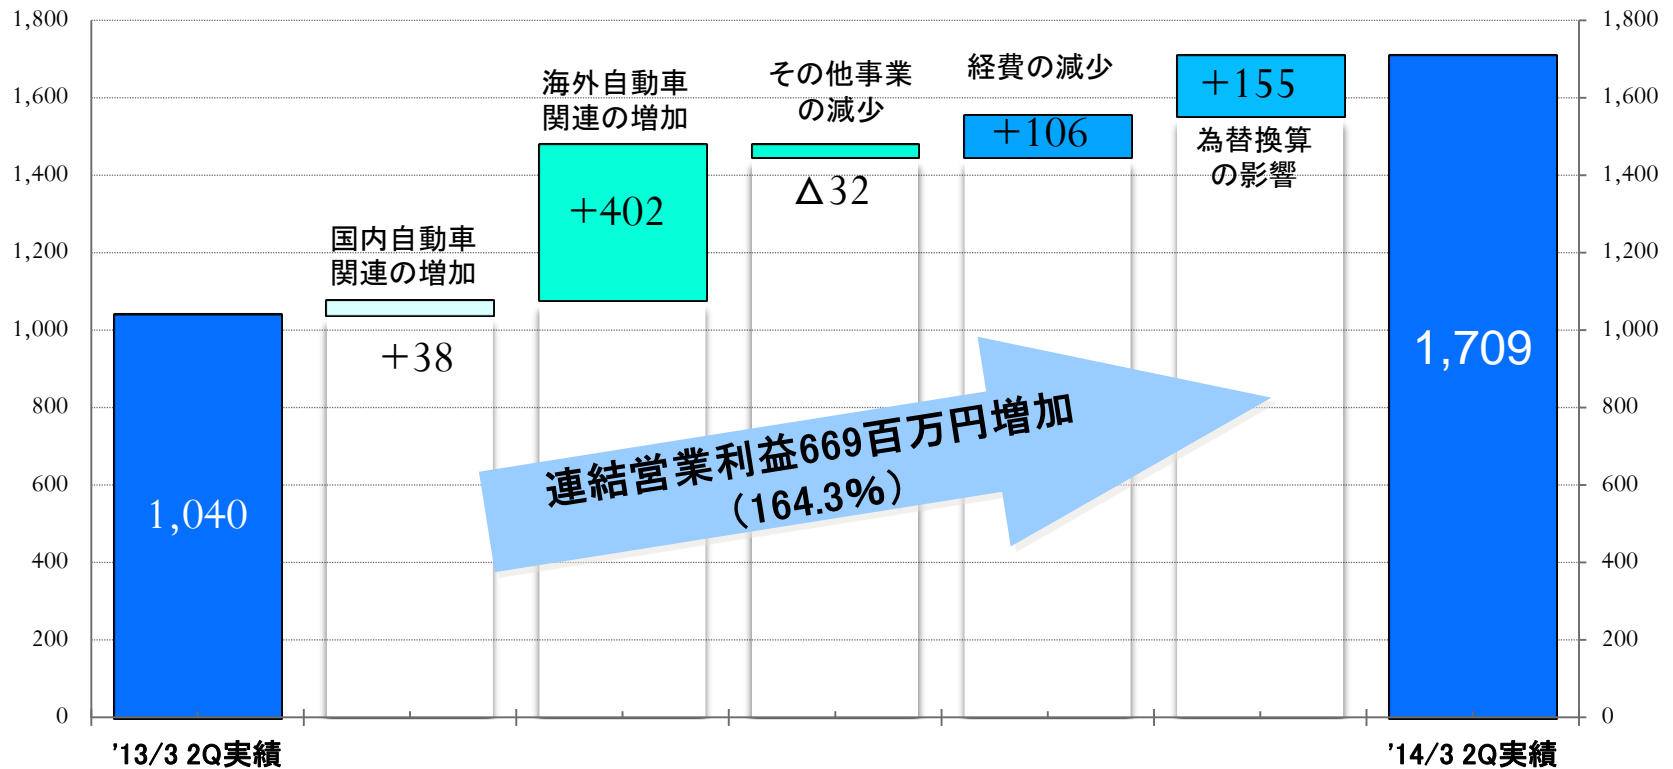 1,800
1,600
1,400
1,200
1,000
800
600
400
200
0
1,040
'13/3 2Q実績
国内自動車
関連の増加
+38
海外自動車
関連の増加
+402
その他事業
の減少
△32
経費の減少
+106
+155
為替換算
の影響
連結営業利益669百万円増加
（164.3%）
1,709
'14/3 2Q実績
1,800
1,600
1,400
1,200
1,000
800
600
400
200
0